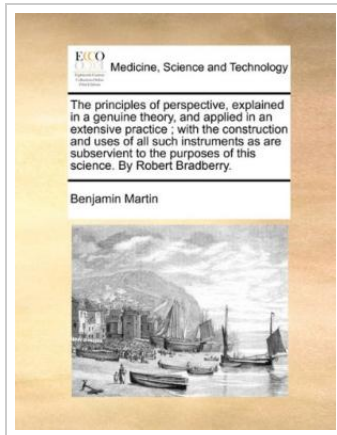 ECCO
Medicine, Science and Technology
The principles of perspective, explained
in a genuine theory, and applied in an
extensive practice ; with the construction
and uses of all such instruments as are
subservient to the purposes of this
science. By Robert Bradberry.
Benjamin Martin